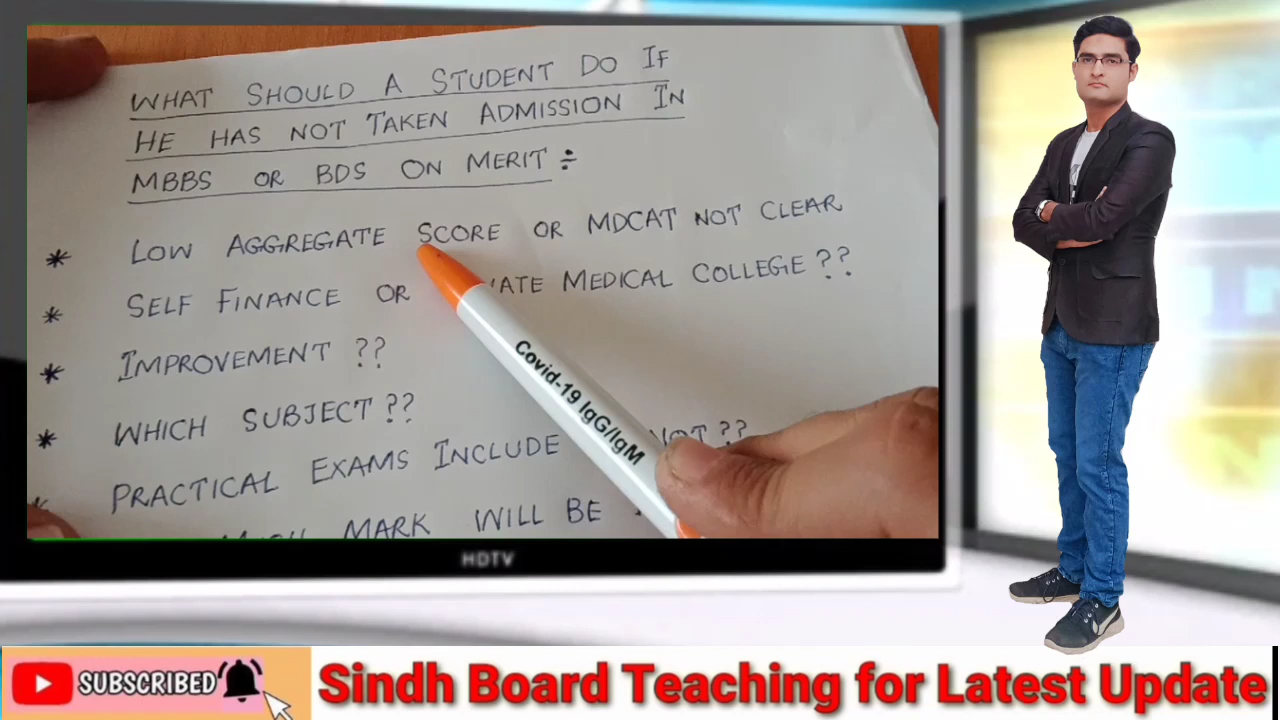 WHAT SHOULD A STUDENT DO IF
HE HAS NOT TAKEN ADMISSION IN
MBBS OR BDS ON MERIT ÷
* LOW AGGREGATE SCORE OR MDCAT NOT CLEAR
* SELF FINANCE OR MEDICAL COLLEGE ??
* IMPROVEMENT ??
* WHICH SUBJECT ??
* PRACTICAL EXAMS INCLUDE NOT ??
MARK WILL BE
Covid-19 IgG/IgM
HDTV
SUBSCRIBED
Sindh Board Teaching for Latest Update